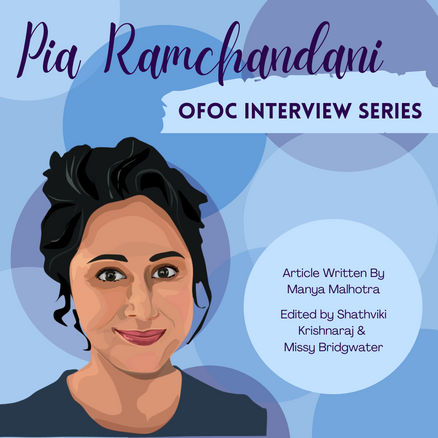 Pia Ramchandani
OFOC INTERVIEW SERIES
Article Written By
Manya Malhotra
Edited by Shathviki
Krishnaraj &
Missy Bridgwater